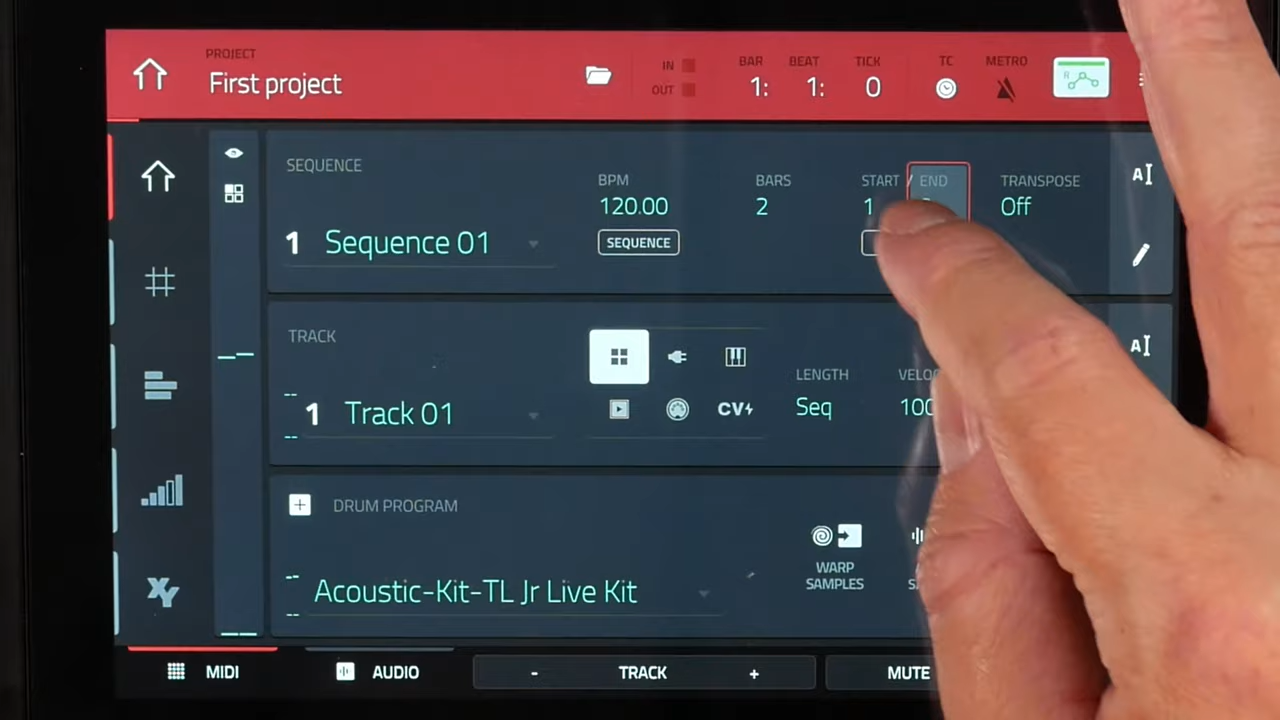 PROJECT
First project
IN
OUT
BAR BEAT TICK
1: 1: 0
TC
METRO
R
SEQUENCE
1 Sequence 01
BPM
120.00
SEQUENCE
BARS
2
START / END
1
TRANSPOSE
Off
A
TRACK
1 Track 01
CV
LENGTH
Seq
100
A
DRUM PROGRAM
Acoustic-Kit-TL Jr Live Kit
WARP
SAMPLES
XY
MIDI
AUDIO
- TRACK +
MUTE